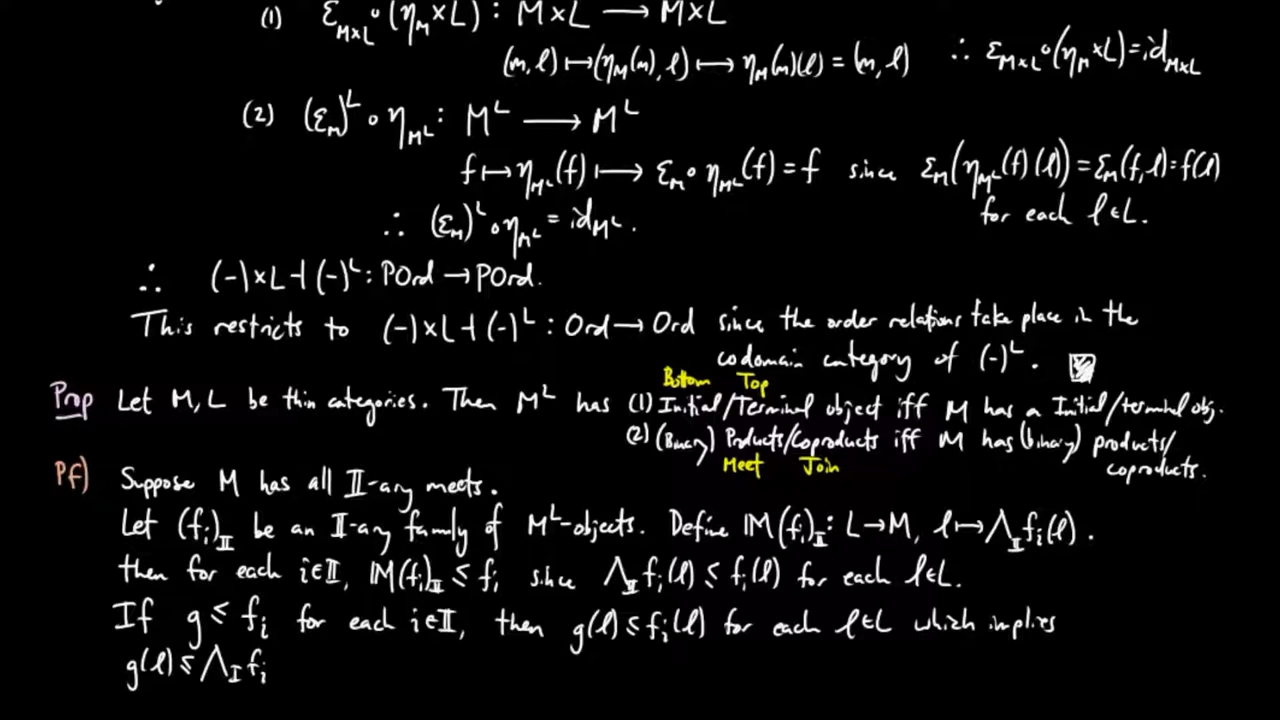 (1) ε_{M×L} ∘ (η_M × L) : M×L ⟶ M×L
(m, l) ↦ (η_M(m), l) ⟼ η_M(m)(l) = (m, l) ∴ ε_{M×L} ∘ (η_M × L) = id_{M×L}
(2) (ε_M)^L ∘ η_{M^L} : M^L ⟶ M^L
f ↦ η_{M^L}(f) ⟼ ε_M ∘ η_{M^L}(f) = f since ε_M(η_{M^L}(f)(l)) = ε_M(f, l) = f(l)
for each l ∈ L.
∴ (ε_M)^L ∘ η_{M^L} = id_{M^L}.
∴ (-) × L ⊣ (-)^L : POrd → POrd.
This restricts to (-) × L ⊣ (-)^L : Ord → Ord since the order relations take place in the
codomain category of (-)^L.
Bottom Top
Prop Let M, L be thin categories. Then M^L has (1) Initial/Terminal object iff M has a Initial/terminal obj.
(2) (Binary) Products/Coproducts iff M has (binary) products/
Meet Join
coproducts.
Pf) Suppose M has all 𝕀-ary meets.
Let (f_i)_𝕀 be an 𝕀-ary family of M^L-objects. Define 𝕄(f_i)_𝕀 : L → M, l ↦ ⋀_𝕀 f_i(l).
then for each i∈𝕀, 𝕄(f_i)_𝕀 ≤ f_i since ⋀_𝕀 f_i(l) ≤ f_i(l) for each l∈L.
If g ≤ f_i for each i∈𝕀, then g(l) ≤ f_i(l) for each l∈L which implies
g(l) ≤ ⋀_I f_i